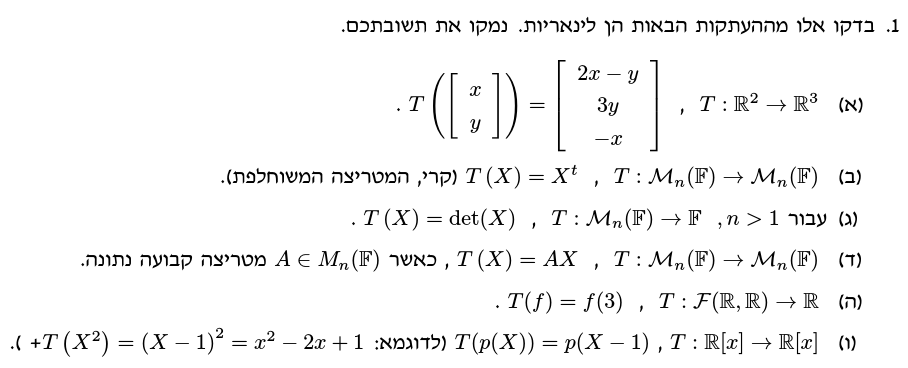 1. בדקו אלו מההעתקות הבאות הן לינאריות. נמקו את תשובתכם.
(א) T : ℝ² → ℝ³ , T([x y]) = [2x − y 3y −x] .
(ב) T : ℳₙ(𝔽) → ℳₙ(𝔽) , T (X) = Xᵗ (קרי, המטריצה המשוחלפת).
(ג) עבור n > 1, T : ℳₙ(𝔽) → 𝔽 , T (X) = det(X) .
(ד) T : ℳₙ(𝔽) → ℳₙ(𝔽) , T (X) = AX , כאשר A ∈ Mₙ(𝔽) מטריצה קבועה נתונה.
(ה) T : ℱ(ℝ, ℝ) → ℝ , T(f) = f(3) .
(ו) T : ℝ[x] → ℝ[x] , T(p(X)) = p(X − 1) (לדוגמא: T (X²) = (X − 1)² = x² − 2x + 1+ ).